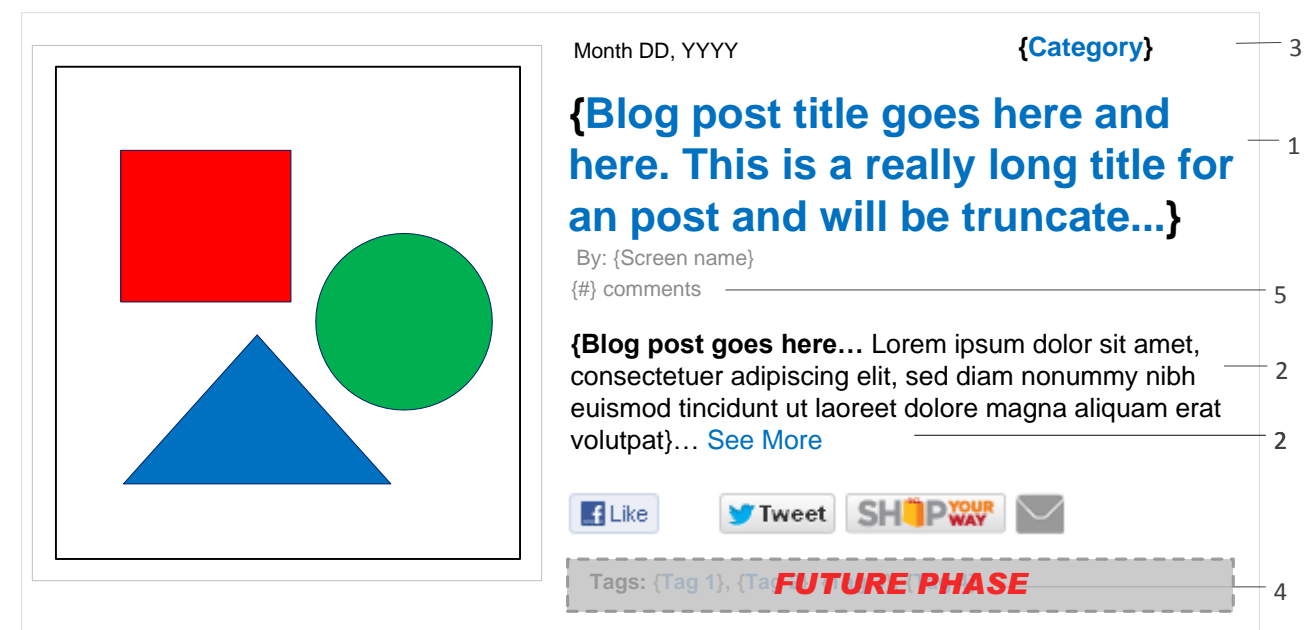 Month DD, YYYY {Category} 3
{Blog post title goes here and
here. This is a really long title for 1
an post and will be truncate...}
By: {Screen name}
{#} comments 5
{Blog post goes here… Lorem ipsum dolor sit amet,
consectetuer adipiscing elit, sed diam nonummy nibh 2
euismod tincidunt ut laoreet dolore magna aliquam erat
volutpat}… See More 2
Like Tweet SHOP YOUR WAY
Tags: {Tag 1}, {Tag FUTURE PHASE 4